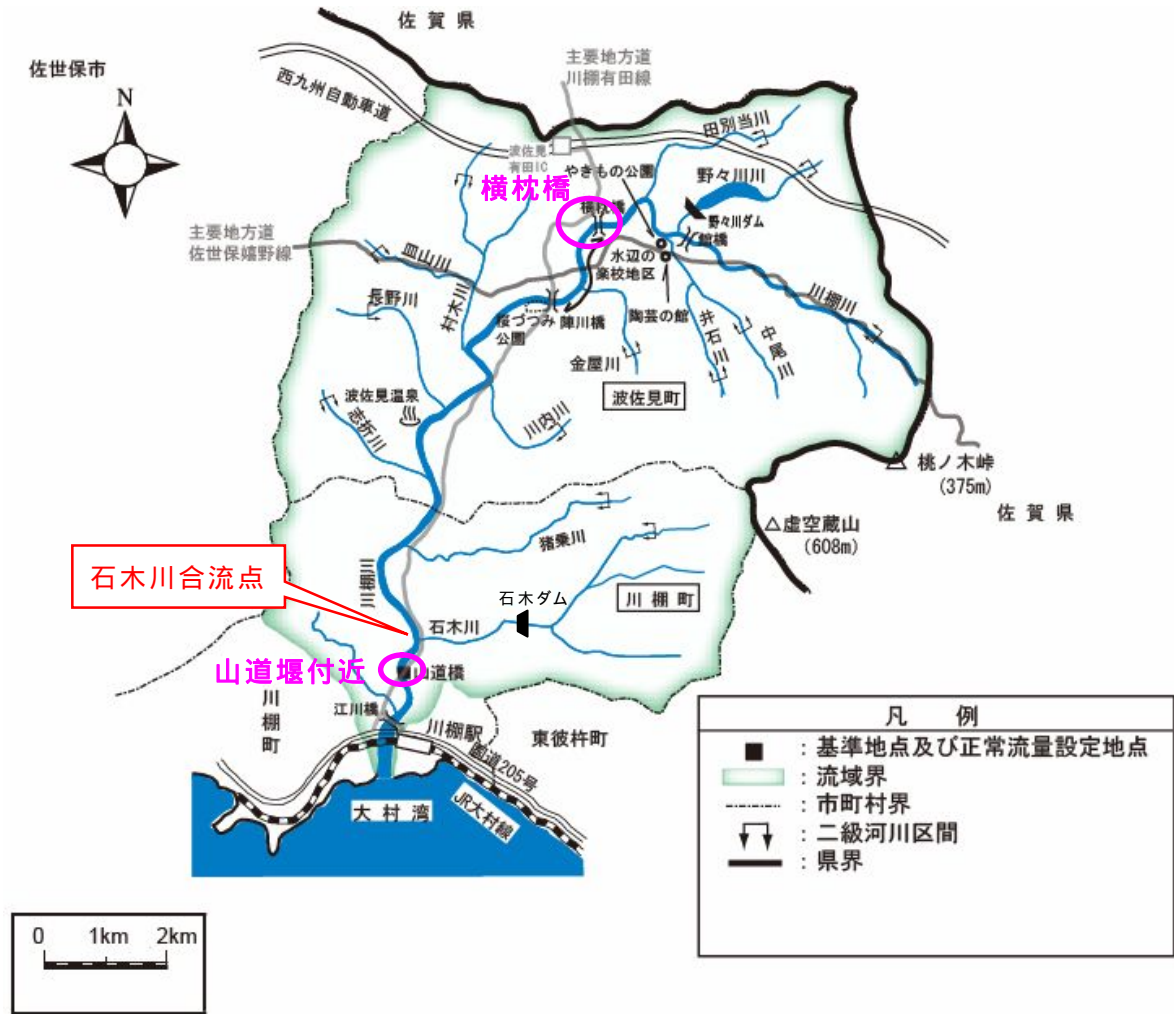 佐賀県
佐世保市
N
主要地方道
川棚有田線
西九州自動車道
田別当川
波佐見
有田IC
やきもの公園
野々川川
横枕橋
横枕橋
野々川ダム
館橋
主要地方道
佐世保嬉野線
皿山川
水辺の
楽校地区
川棚川
長野川
村木川
桜づつみ
公園
陣川橋
陶芸の館
井石川
中尾川
金屋川
波佐見町
波佐見温泉
志折川
川内川
桃ノ木峠
(375m)
佐賀県
虚空蔵山
(608m)
猪乗川
石木川合流点
川棚川
石木ダム
川棚町
石木川
山道堰付近
山道橋
川棚町
江川橋
川棚駅
国道205号
東彼杵町
大村湾
JR大村線
凡 例
: 基準地点及び正常流量設定地点
: 流域界
: 市町村界
: 二級河川区間
: 県界
0 1km 2km